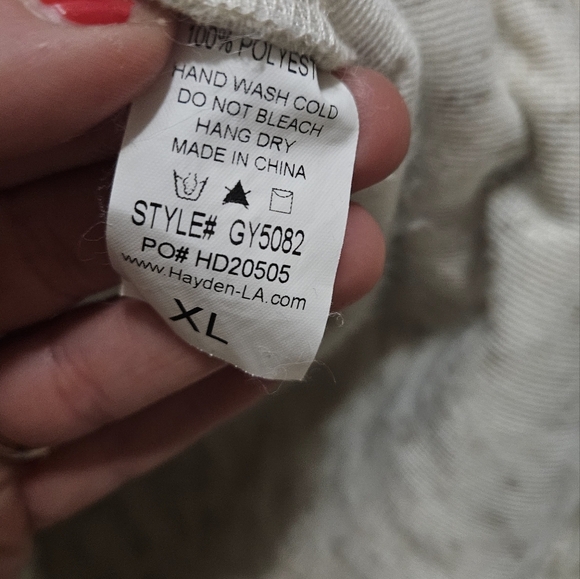 100% POLYEST
HAND WASH COLD
DO NOT BLEACH
HANG DRY
MADE IN CHINA
STYLE# GY5082
PO# HD20505
www.Hayden-LA.com
XL